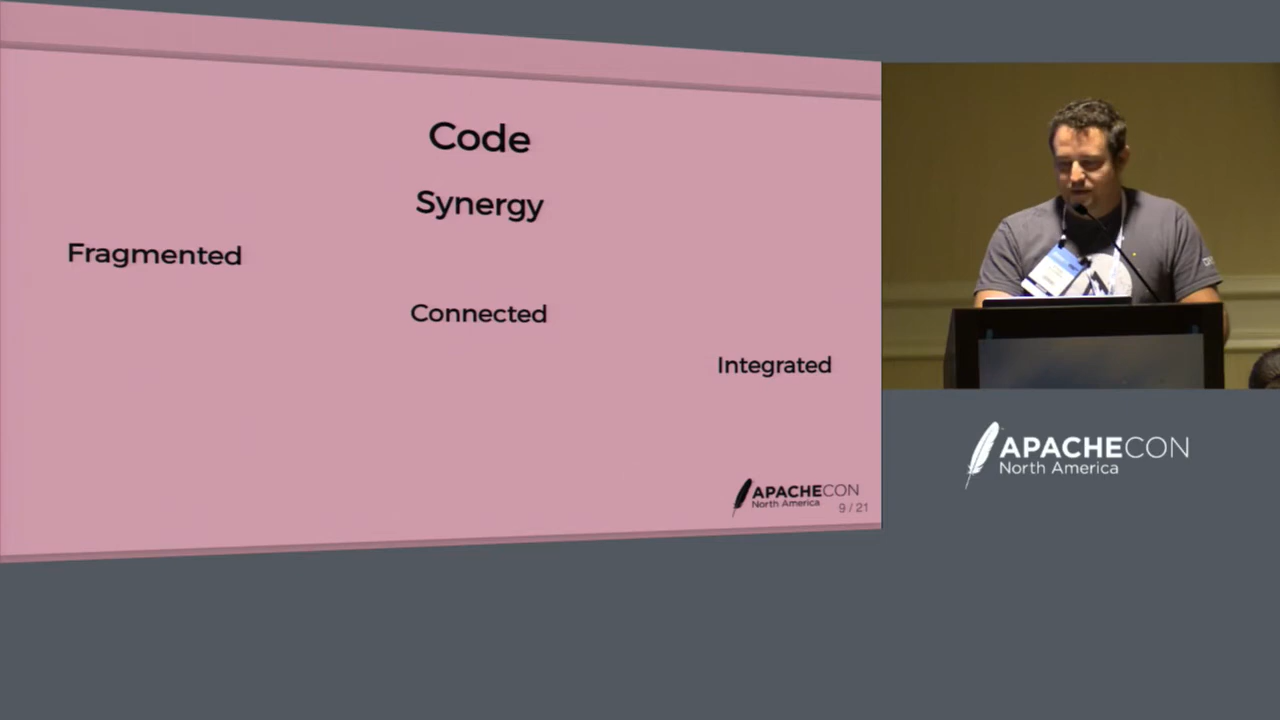 Code
Synergy
Fragmented
Connected
Integrated
APACHECON
North America
9 / 21
APACHECON
North America